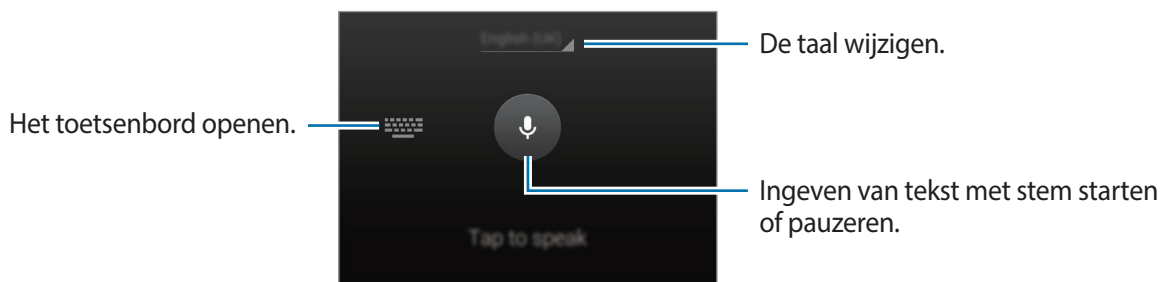 English (UK)
De taal wijzigen.
Het toetsenbord openen.
Ingeven van tekst met stem starten
of pauzeren.
Tap to speak